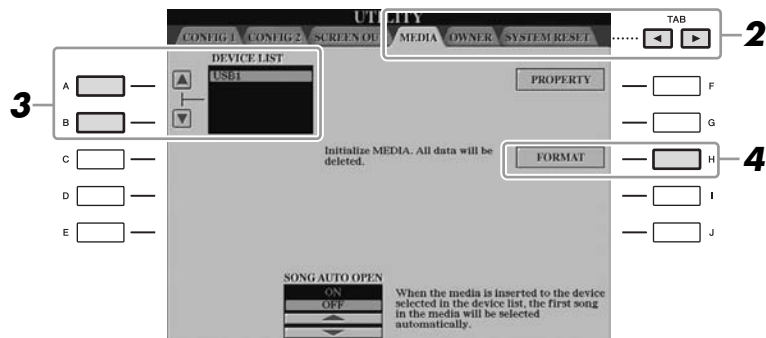 UTILITY
TAB
2
CONFIG 1 CONFIG 2 SCREEN OU MEDIA OWNER SYSTEM RESET
DEVICE LIST
USB1
PROPERTY
3
A
B
C
D
E
F
G
H
I
J
Initialize MEDIA. All data will be
deleted.
FORMAT
4
SONG AUTO OPEN
ON
OFF
When the media is inserted to the device
selected in the device list, the first song
in the media will be selected
automatically.